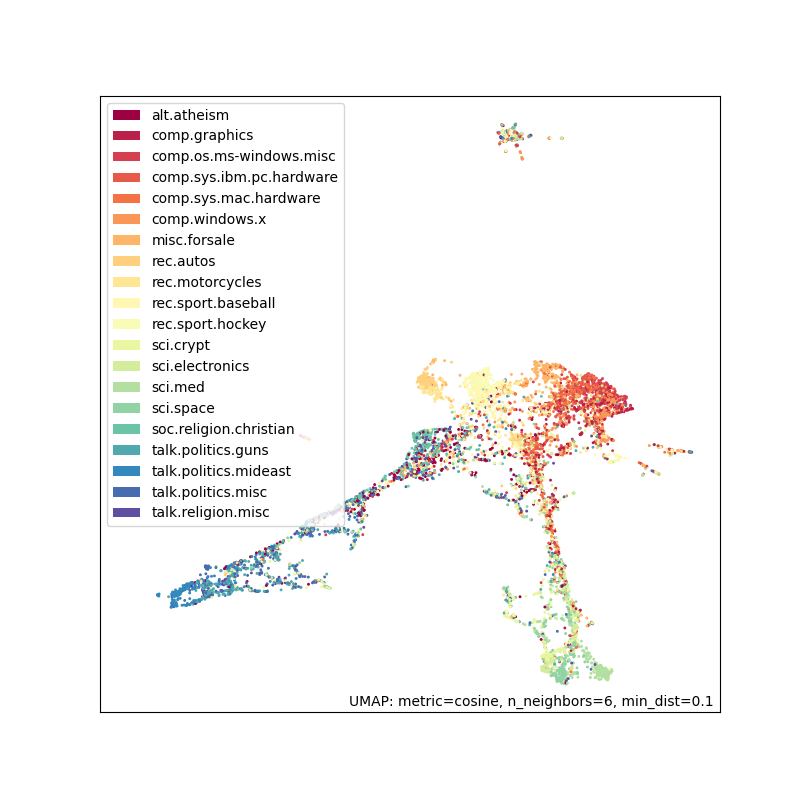 alt.atheism
comp.graphics
comp.os.ms-windows.misc
comp.sys.ibm.pc.hardware
comp.sys.mac.hardware
comp.windows.x
misc.forsale
rec.autos
rec.motorcycles
rec.sport.baseball
rec.sport.hockey
sci.crypt
sci.electronics
sci.med
sci.space
soc.religion.christian
talk.politics.guns
talk.politics.mideast
talk.politics.misc
talk.religion.misc
UMAP: metric=cosine, n_neighbors=6, min_dist=0.1